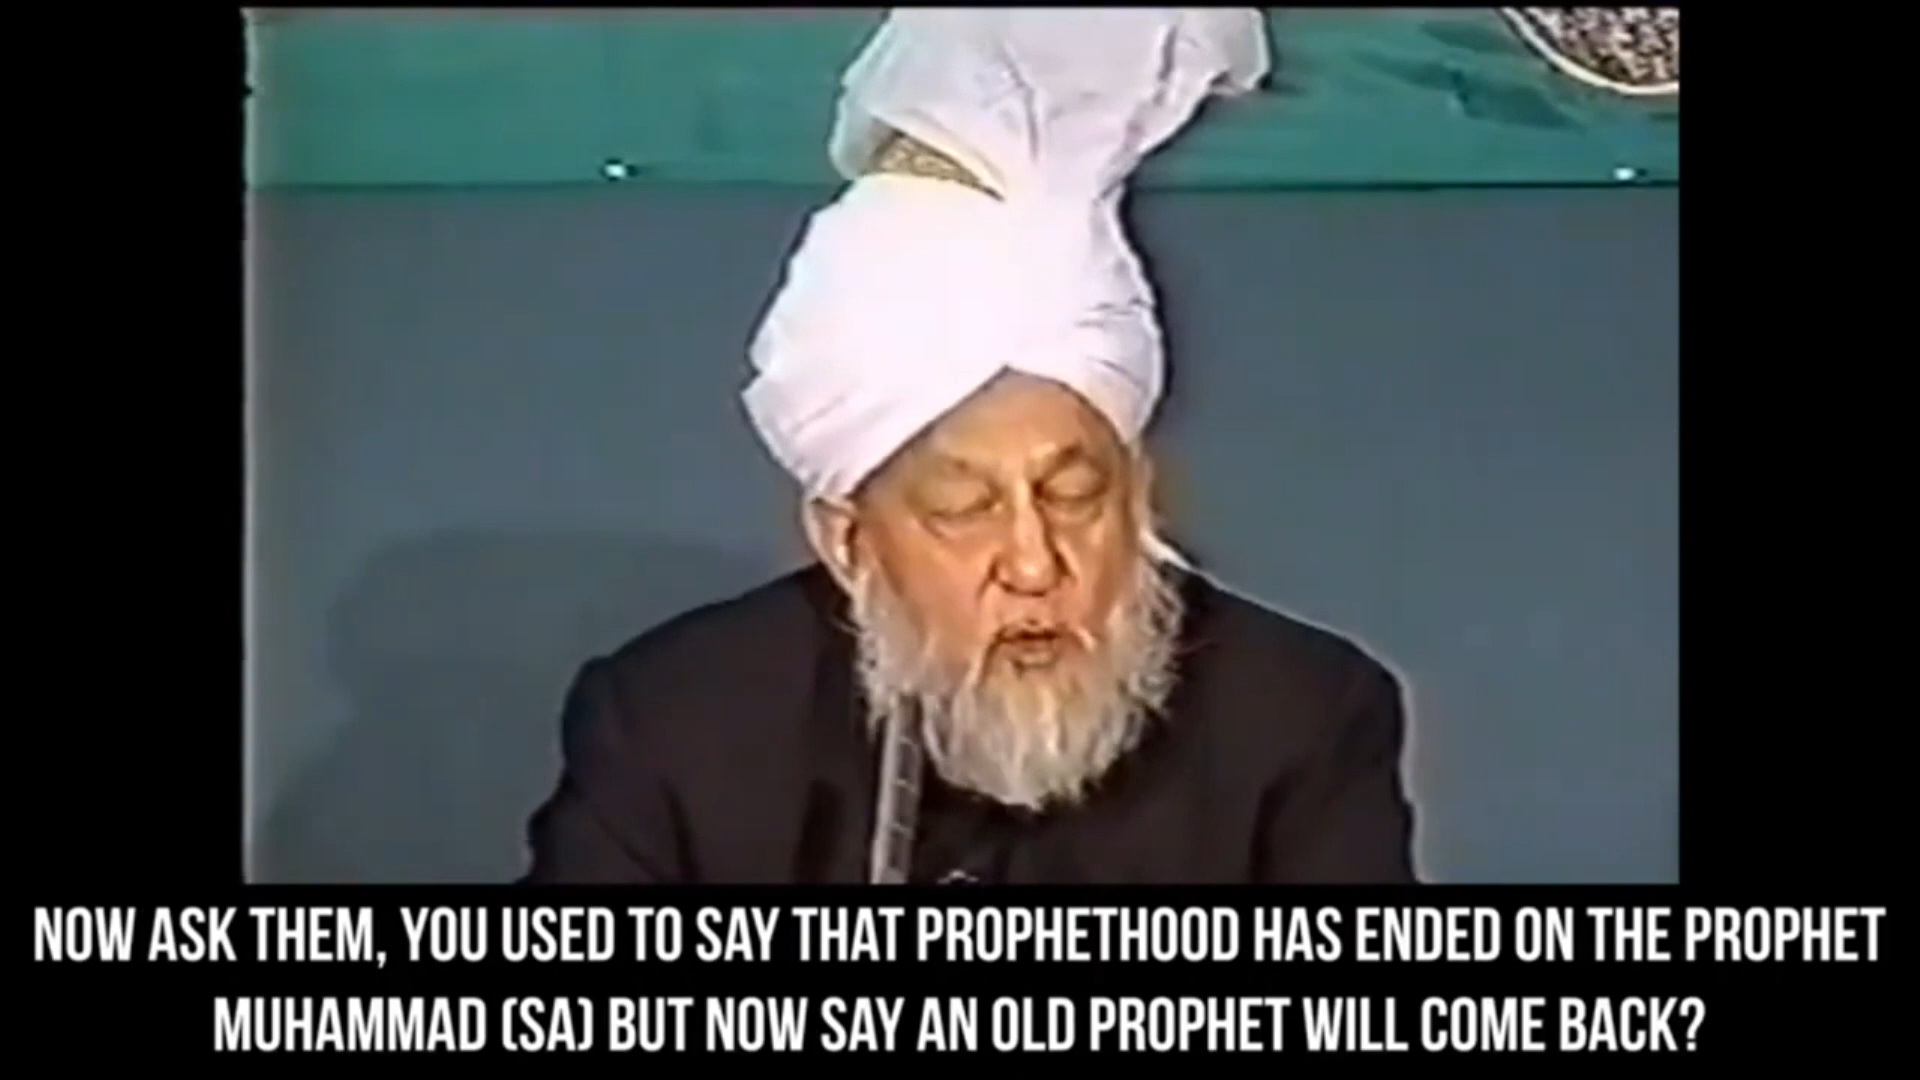 NOW ASK THEM, YOU USED TO SAY THAT PROPHETHOOD HAS ENDED ON THE PROPHET
MUHAMMAD (SA) BUT NOW SAY AN OLD PROPHET WILL COME BACK?